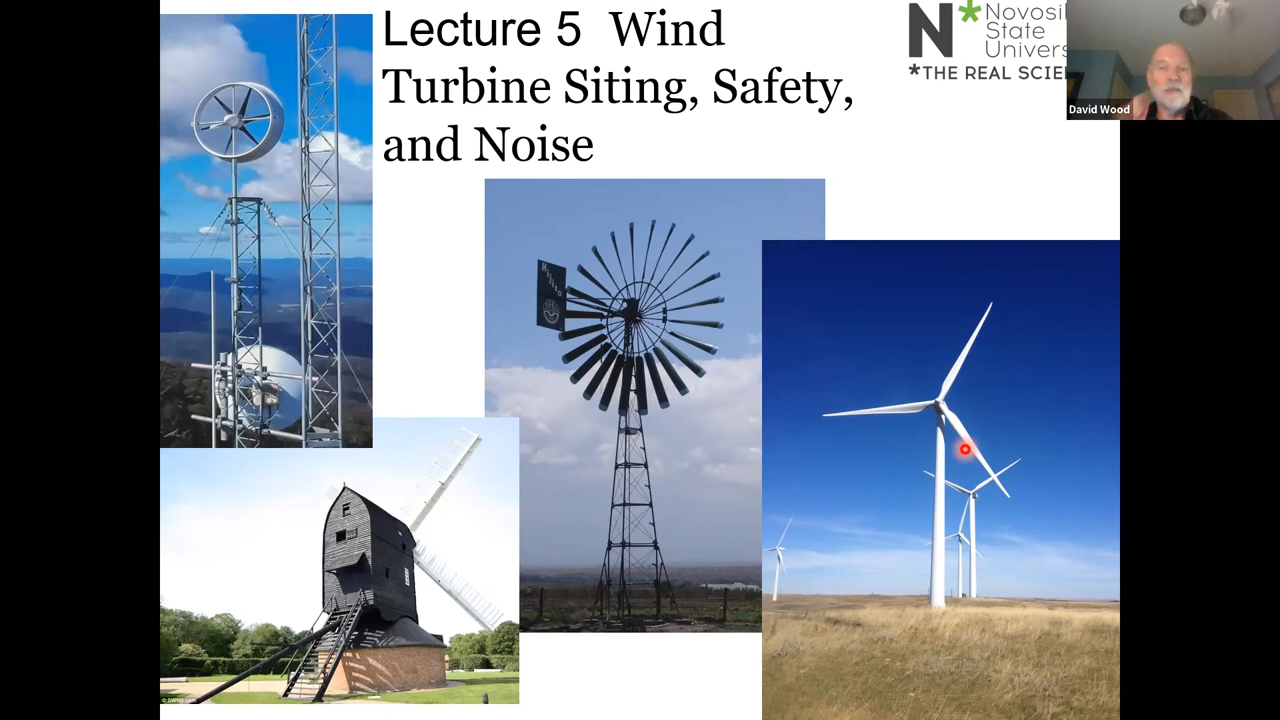 Lecture 5 Wind
Turbine Siting, Safety,
and Noise
N*
Novosi
State
Univers
*THE REAL SCIE
David Wood